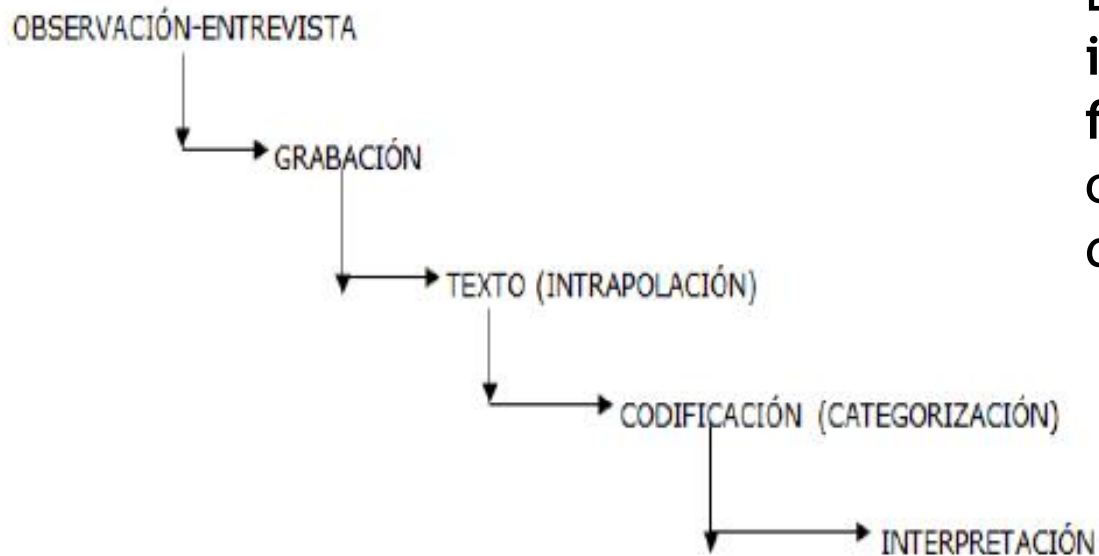 OBSERVACIÓN-ENTREVISTA
GRABACIÓN
TEXTO (INTRAPOLACIÓN)
CODIFICACIÓN (CATEGORIZACIÓN)
INTERPRETACIÓN